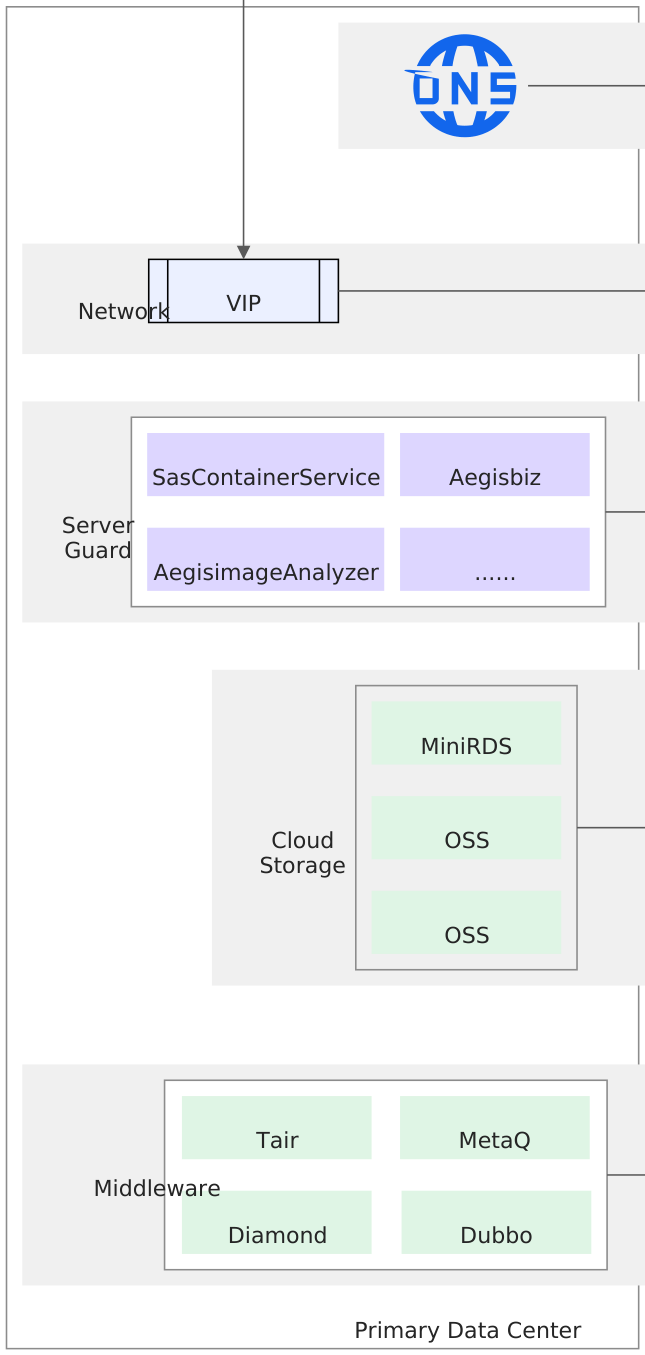 DNS
VIP
Network
SasContainerService
Aegisbiz
Server
Guard
AegisimageAnalyzer
......
MiniRDS
OSS
Cloud
Storage
OSS
Tair
MetaQ
Middleware
Diamond
Dubbo
Primary Data Center